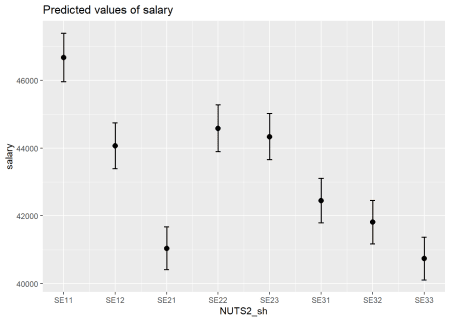 Predicted values of salary
salary
46000
44000
42000
40000
SE11 SE12 SE21 SE22 SE23 SE31 SE32 SE33
NUTS2_sh